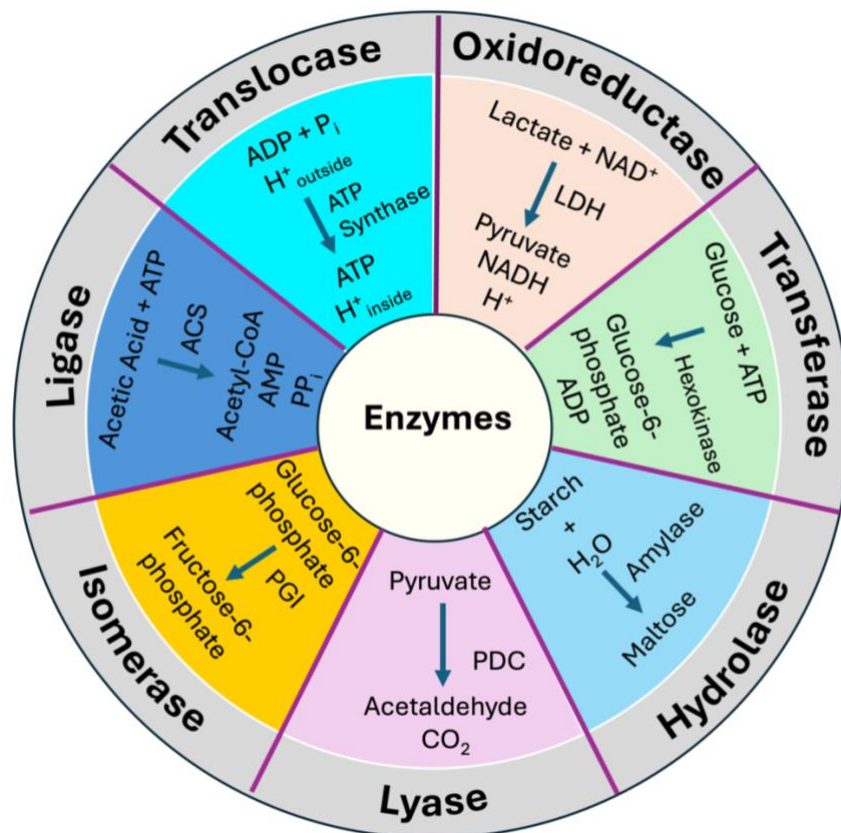 Enzymes
Oxidoreductase
Lactate + NAD⁺
LDH
Pyruvate
NADH
H⁺
Transferase
Glucose + ATP
Hexokinase
Glucose-6-
phosphate
ADP
Hydrolase
Starch
+
H₂O
Amylase
Maltose
Lyase
Pyruvate
PDC
Acetaldehyde
CO₂
Isomerase
Glucose-6-
phosphate
PGI
Fructose-6-
phosphate
Ligase
Acetic Acid + ATP
ACS
Acetyl-CoA
AMP
PPᵢ
Translocase
ADP + Pᵢ
H⁺ outside
ATP
Synthase
ATP
H⁺ inside